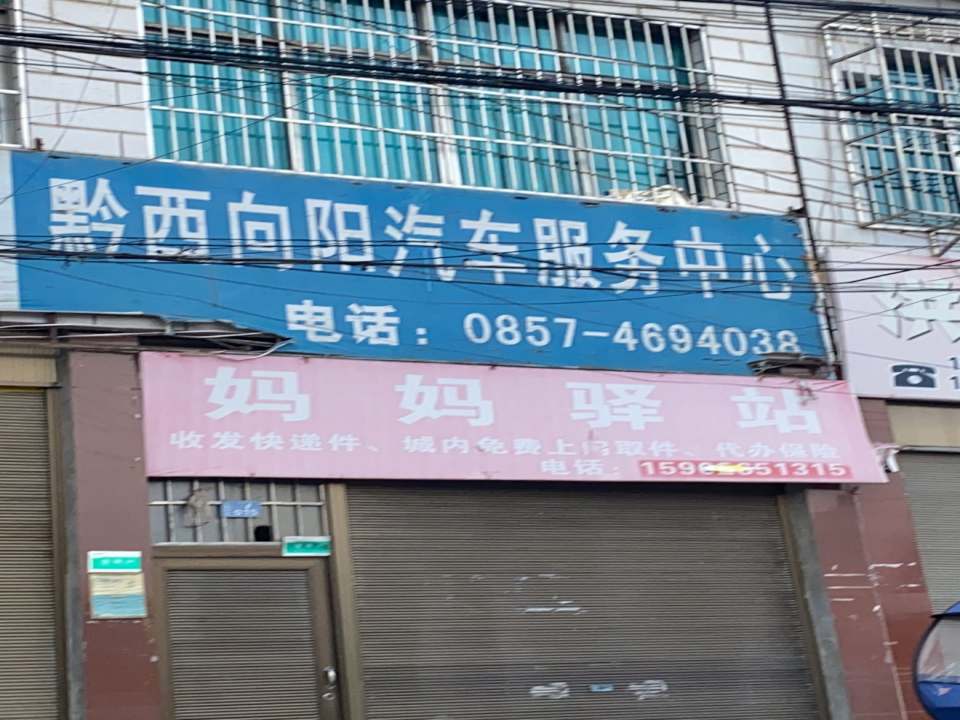 黔西向阳汽车服务中心
电话：0857-4694038
妈妈驿站
收发快递件、城内免费上门取件、代办保险
电话：